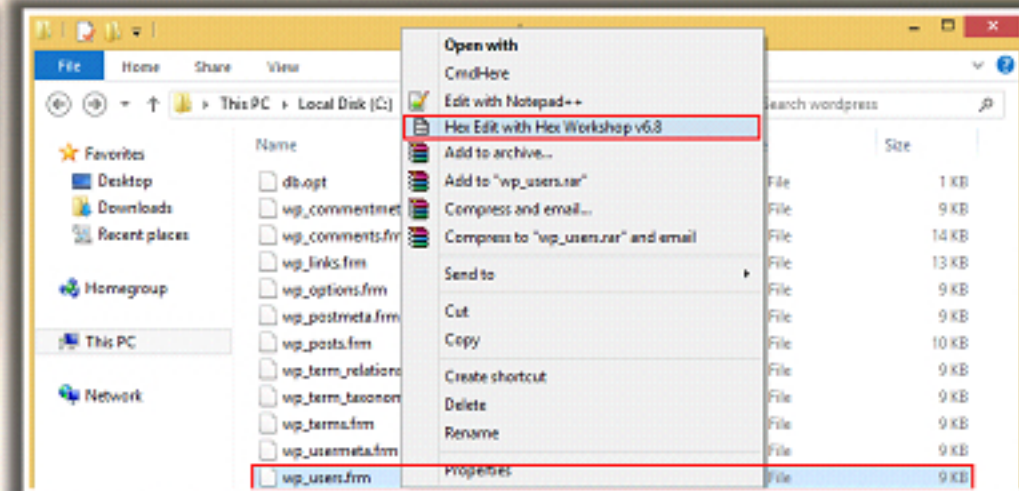 File Home Share View
This PC Local Disk (C:)
Search wordpress
Favorites
Desktop
Downloads
Recent places
Homegroup
This PC
Network
Name
db.opt
wp_commentmet
wp_comments.fr
wp_links.frm
wp_options.frm
wp_postmeta.frm
wp_posts.frm
wp_term_relations
wp_term_taxonom
wp_terms.frm
wp_usermeta.frm
wp_users.frm
Open with
CmdHere
Edit with Notepad++
Hex Edit with Hex Workshop v6.8
Add to archive...
Add to "wp_users.rar"
Compress and email...
Compress to "wp_users.rar" and email
Send to
Cut
Copy
Create shortcut
Delete
Rename
Properties
Size
File 1 KB
File 9 KB
File 14 KB
File 13 KB
File 9 KB
File 9 KB
File 10 KB
File 9 KB
File 9 KB
File 9 KB
File 9 KB
File 9 KB